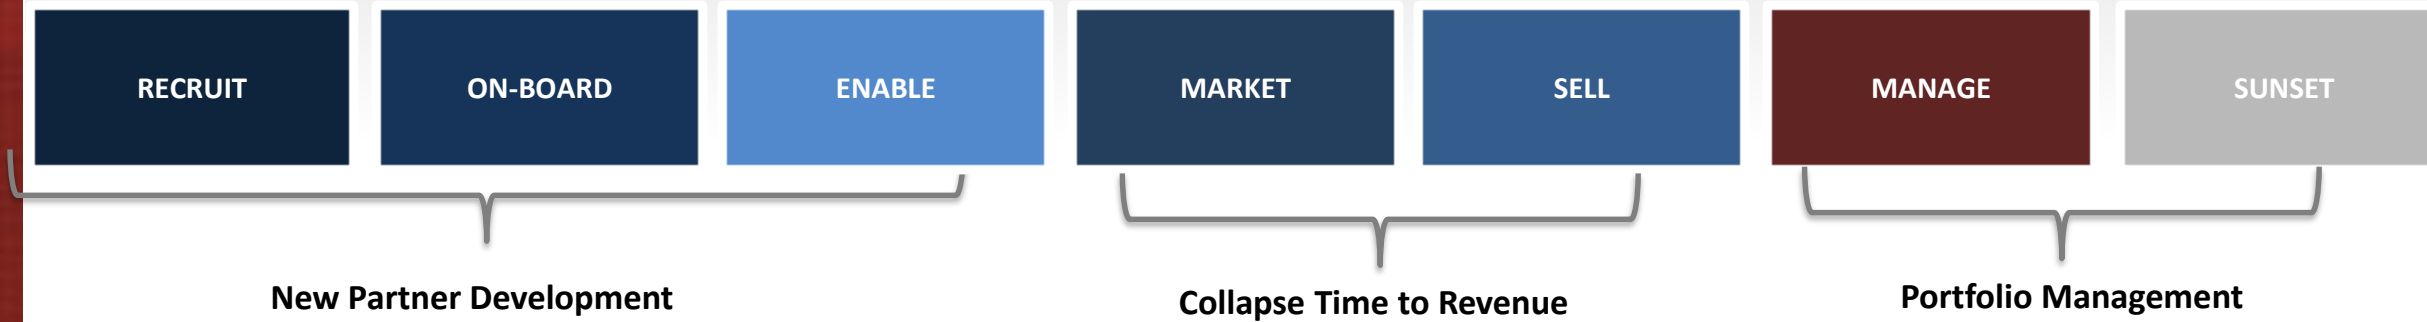 RECRUIT
ON-BOARD
ENABLE
MARKET
SELL
MANAGE
SUNSET
New Partner Development
Collapse Time to Revenue
Portfolio Management